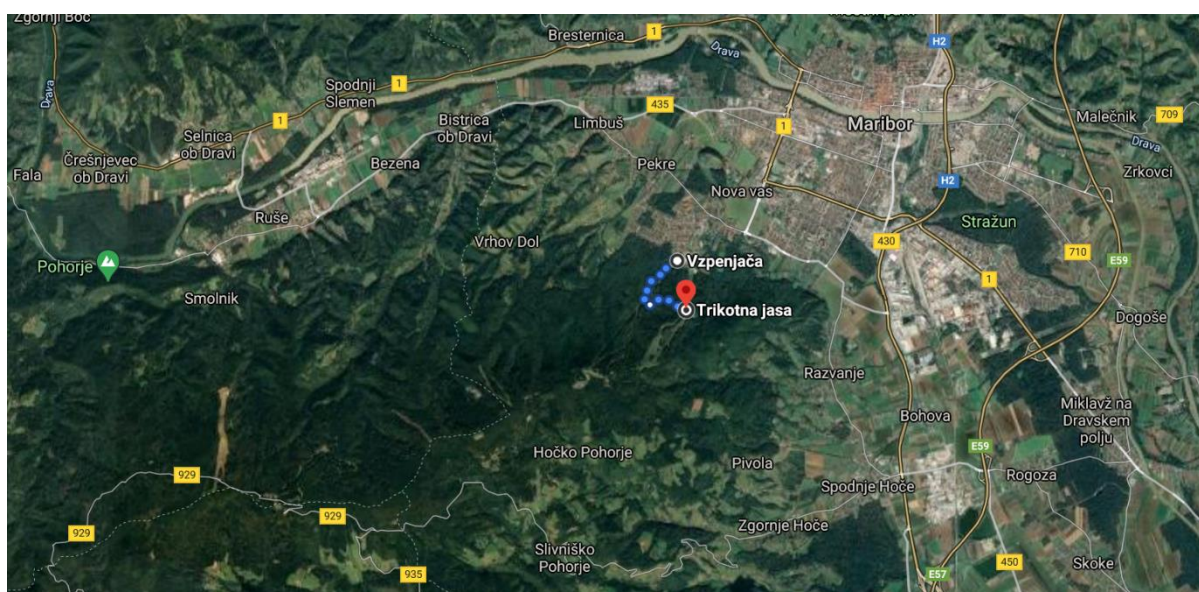 Zgornji Boč
Mestni park
Bresternica
1
H2
Drava
Drava
Spodnji
Slemen
1
435
Bistrica
ob Dravi
Limbuš
1
Maribor
Malečnik
709
Selnica
ob Dravi
1
Drava
Črešnjevec
ob Dravi
Bezena
Pekre
Nova vas
H2
Zrkovci
Fala
Ruše
Stražun
Vrhov Dol
430
710
E59
Pohorje
Vzpenjača
1
Smolnik
Trikotna jasa
Dogoše
Razvanje
Bohova
Miklavž na
Dravskem
polju
E59
Hočko Pohorje
Pivola
929
Rogoza
Spodnje Hoče
929
929
Zgornje Hoče
Slivniško
Pohorje
935
E57
450
Skoke